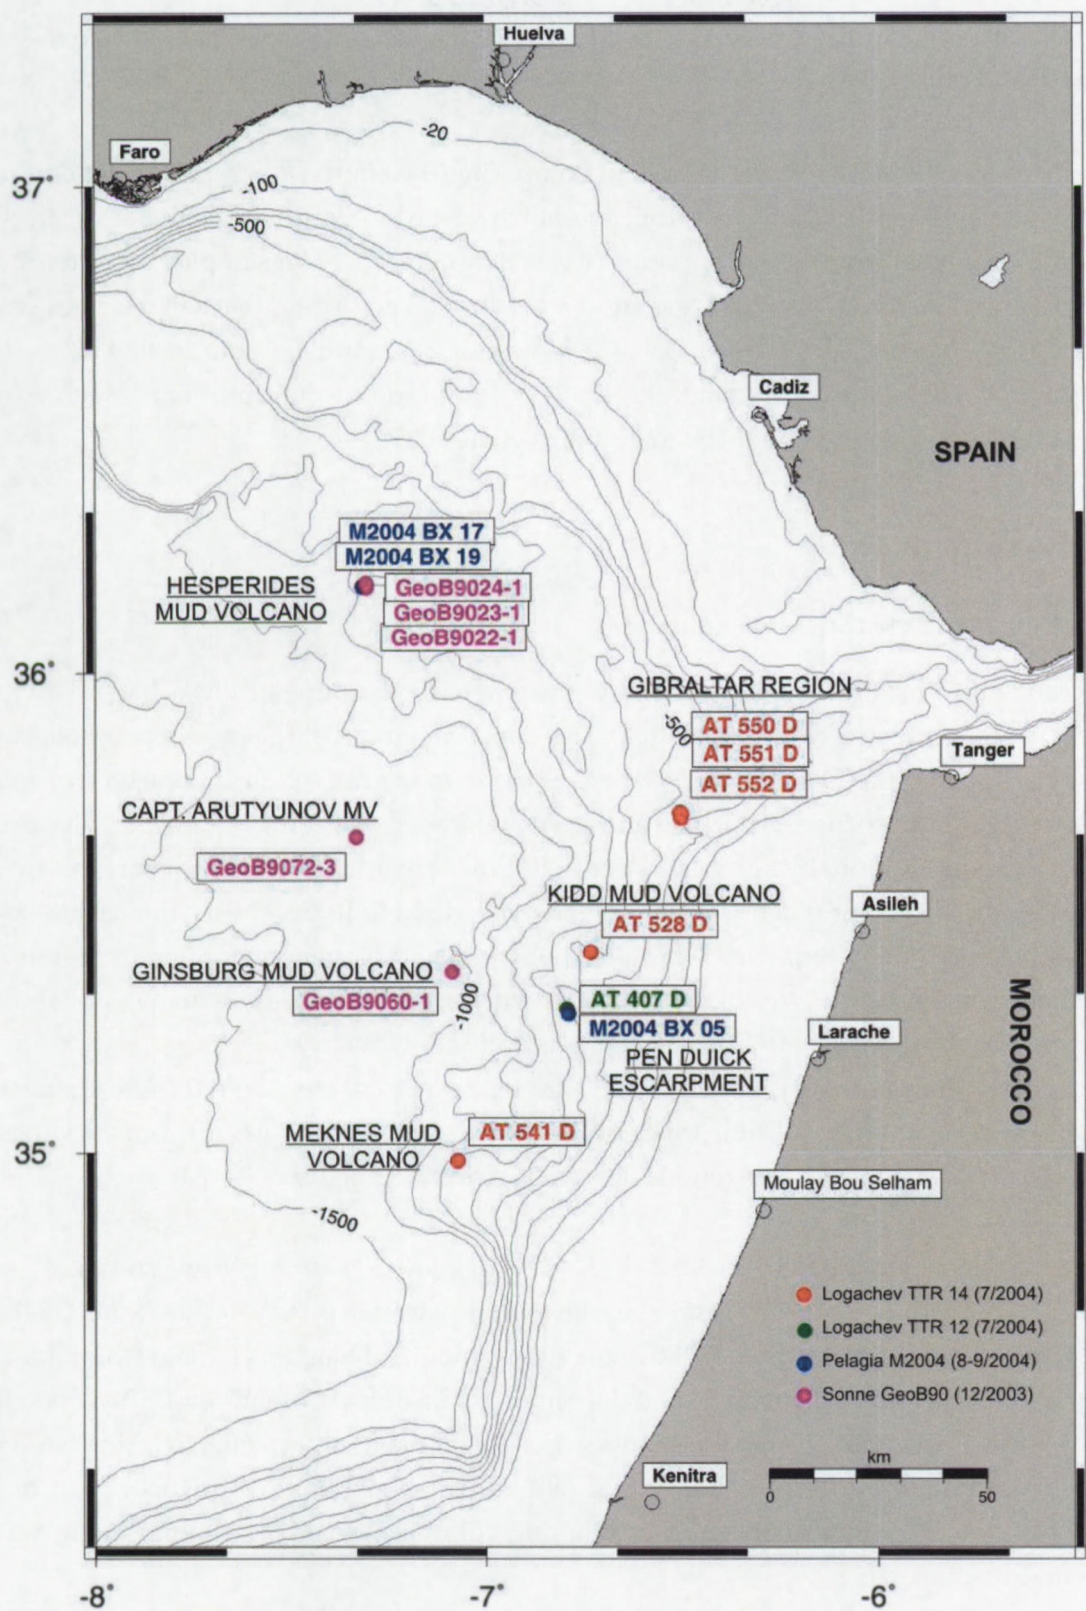 Huelva
-20
Faro
37°
-100
-500
Cadiz
SPAIN
M2004 BX 17
M2004 BX 19
HESPERIDES
MUD VOLCANO
GeoB9024-1
GeoB9023-1
GeoB9022-1
36°
GIBRALTAR REGION
-500
AT 550 D
AT 551 D
AT 552 D
Tanger
CAPT. ARUTYUNOV MV
GeoB9072-3
KIDD MUD VOLCANO
AT 528 D
Asileh
GINSBURG MUD VOLCANO
GeoB9060-1
-1000
AT 407 D
M2004 BX 05
PEN DUICK
ESCARPMENT
Larache
MOROCCO
MEKNES MUD
VOLCANO
AT 541 D
35°
Moulay Bou Selham
-1500
Logachev TTR 14 (7/2004)
Logachev TTR 12 (7/2004)
Pelagia M2004 (8-9/2004)
Sonne GeoB90 (12/2003)
km
0 50
Kenitra
-8° -7° -6°